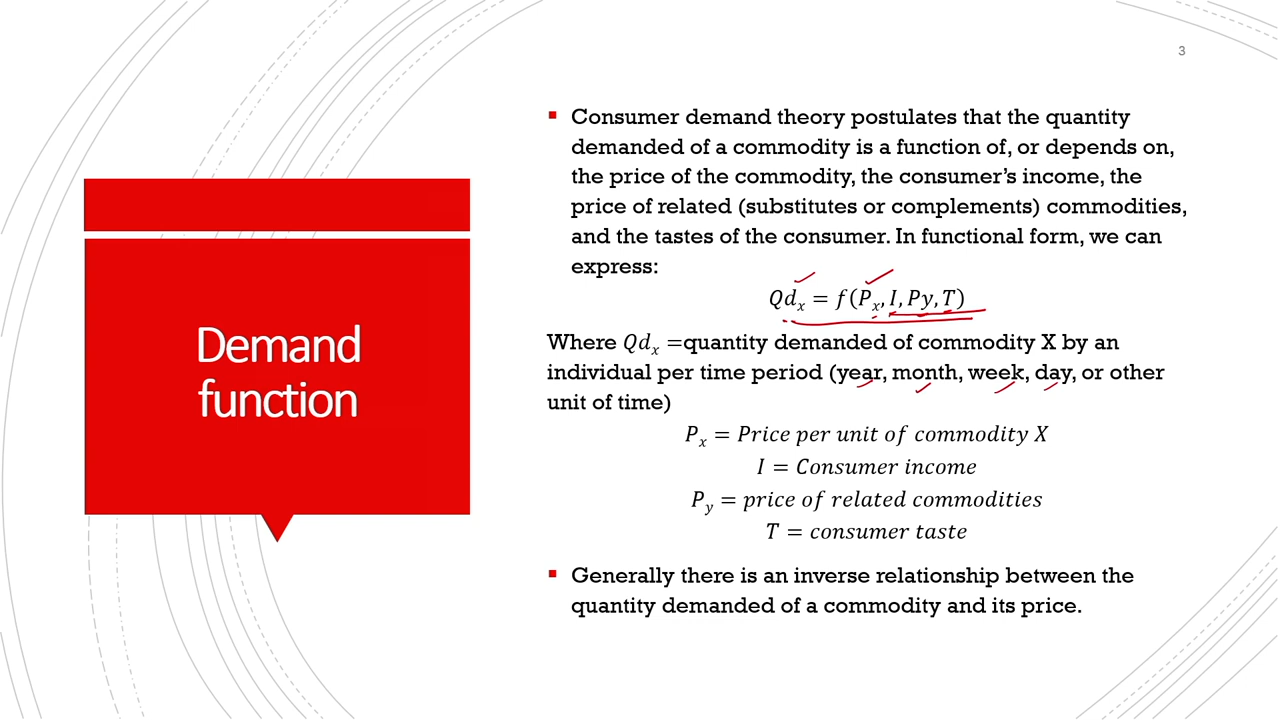 3
Demand
function
▪ Consumer demand theory postulates that the quantity
demanded of a commodity is a function of, or depends on,
the price of the commodity, the consumer's income, the
price of related (substitutes or complements) commodities,
and the tastes of the consumer. In functional form, we can
express:
𝑄𝑑ₓ = 𝑓(𝑃ₓ, 𝐼, 𝑃𝑦, 𝑇)
Where 𝑄𝑑ₓ =quantity demanded of commodity X by an
individual per time period (year, month, week, day, or other
unit of time)
𝑃ₓ = Price per unit of commodity X
I = Consumer income
P_y = price of related commodities
T = consumer taste
▪ Generally there is an inverse relationship between the
quantity demanded of a commodity and its price.